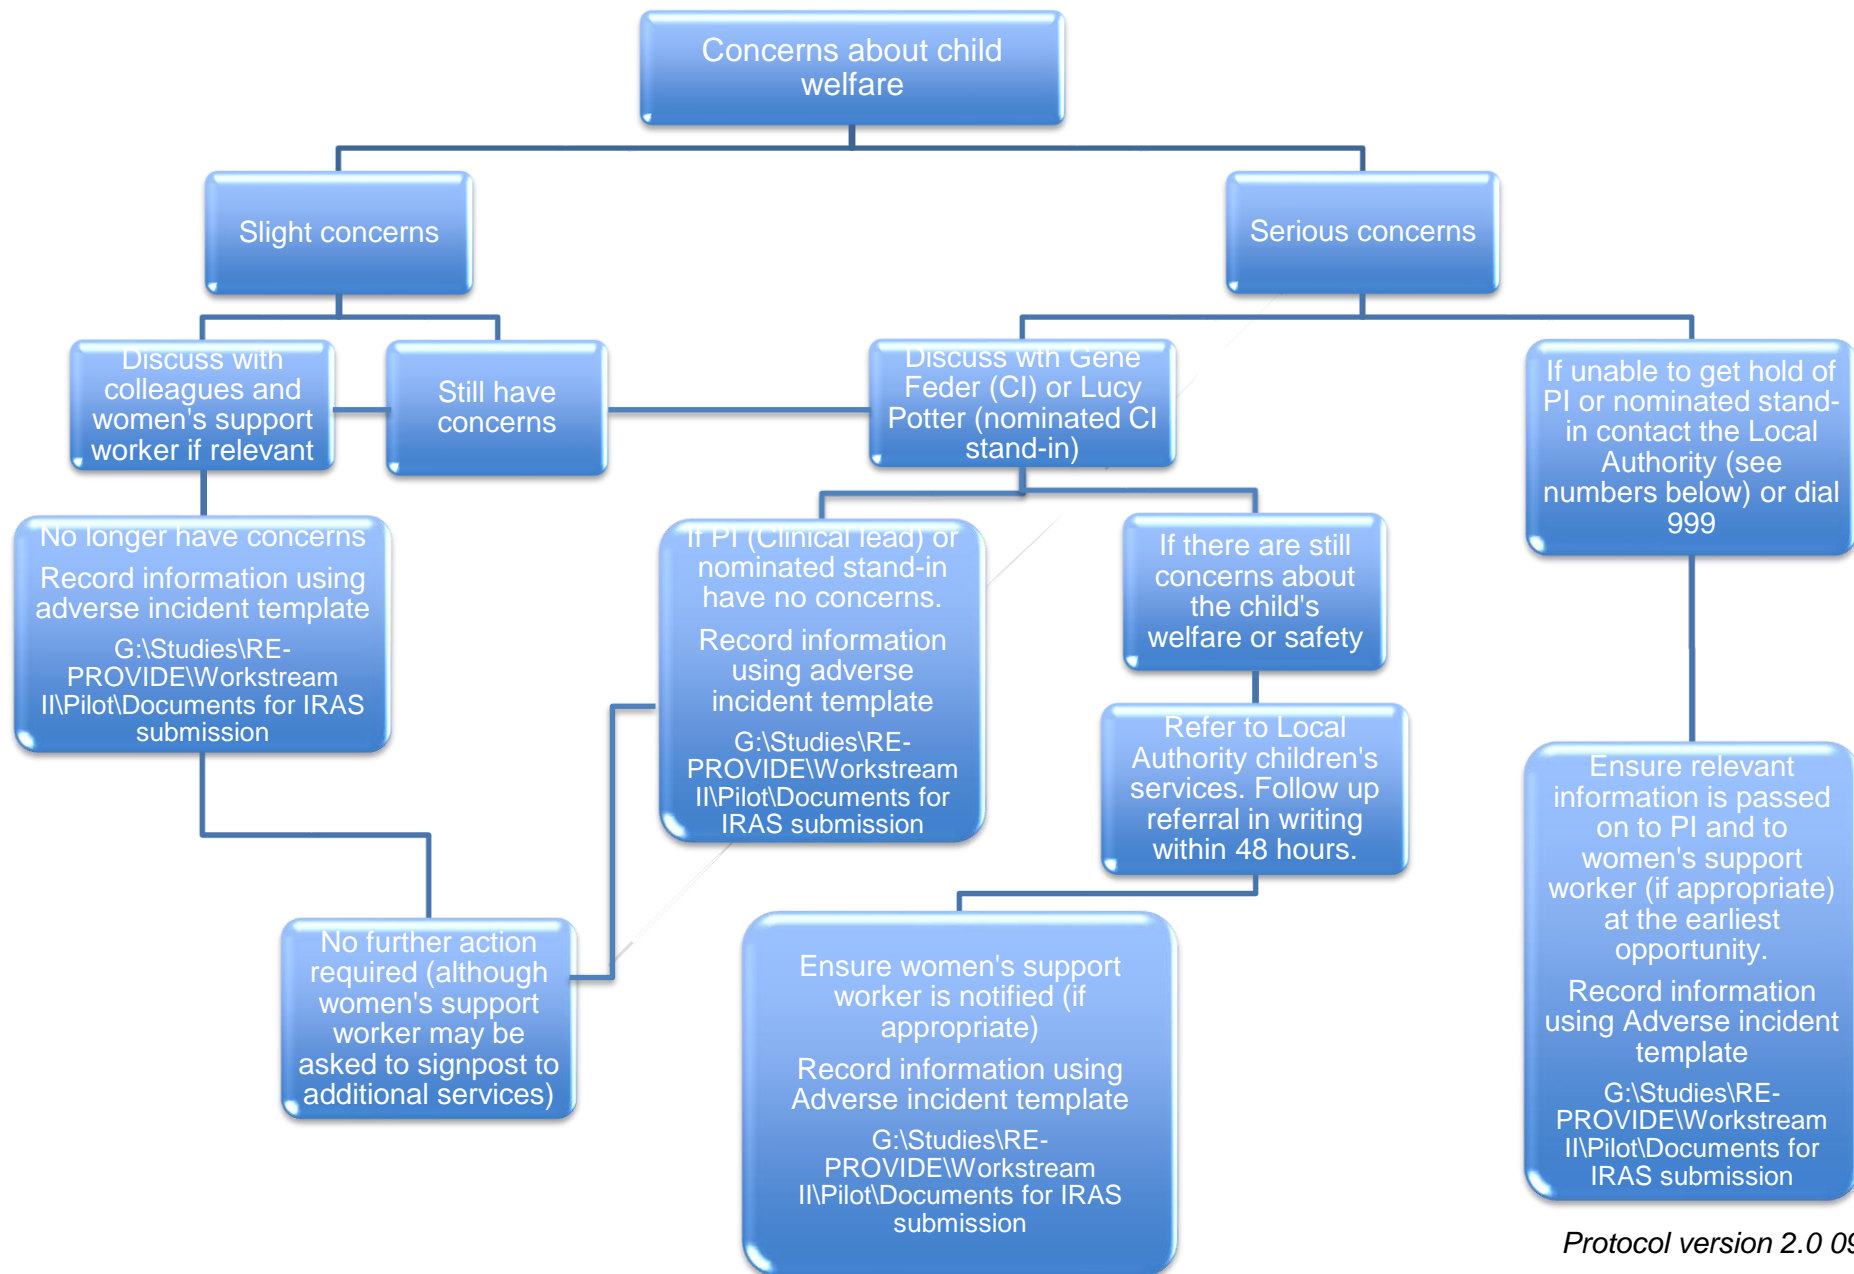 Concerns about child
welfare
Slight concerns
Serious concerns
Discuss with
colleagues and
women's support
worker if relevant
Still have
concerns
Discuss wth Gene
Feder (CI) or Lucy
Potter (nominated CI
stand-in)
If unable to get hold of
PI or nominated stand-
in contact the Local
Authority (see
numbers below) or dial
999
No longer have concerns
Record information using
adverse incident template
G:\Studies\RE-
PROVIDE\Workstream
II\Pilot\Documents for IRAS
submission
If PI (Clinical lead) or
nominated stand-in
have no concerns.
Record information
using adverse
incident template
G:\Studies\RE-
PROVIDE\Workstream
II\Pilot\Documents for
IRAS submission
If there are still
concerns about
the child's
welfare or safety
Refer to Local
Authority children's
services. Follow up
referral in writing
within 48 hours.
Ensure relevant
information is passed
on to PI and to
women's support
worker (if appropriate)
at the earliest
opportunity.
Record information
using Adverse incident
template
G:\Studies\RE-
PROVIDE\Workstream
II\Pilot\Documents for
IRAS submission
No further action
required (although
women's support
worker may be
asked to signpost to
additional services)
Ensure women's support
worker is notified (if
appropriate)
Record information using
Adverse incident template
G:\Studies\RE-
PROVIDE\Workstream
II\Pilot\Documents for IRAS
submission
Protocol version 2.0 09